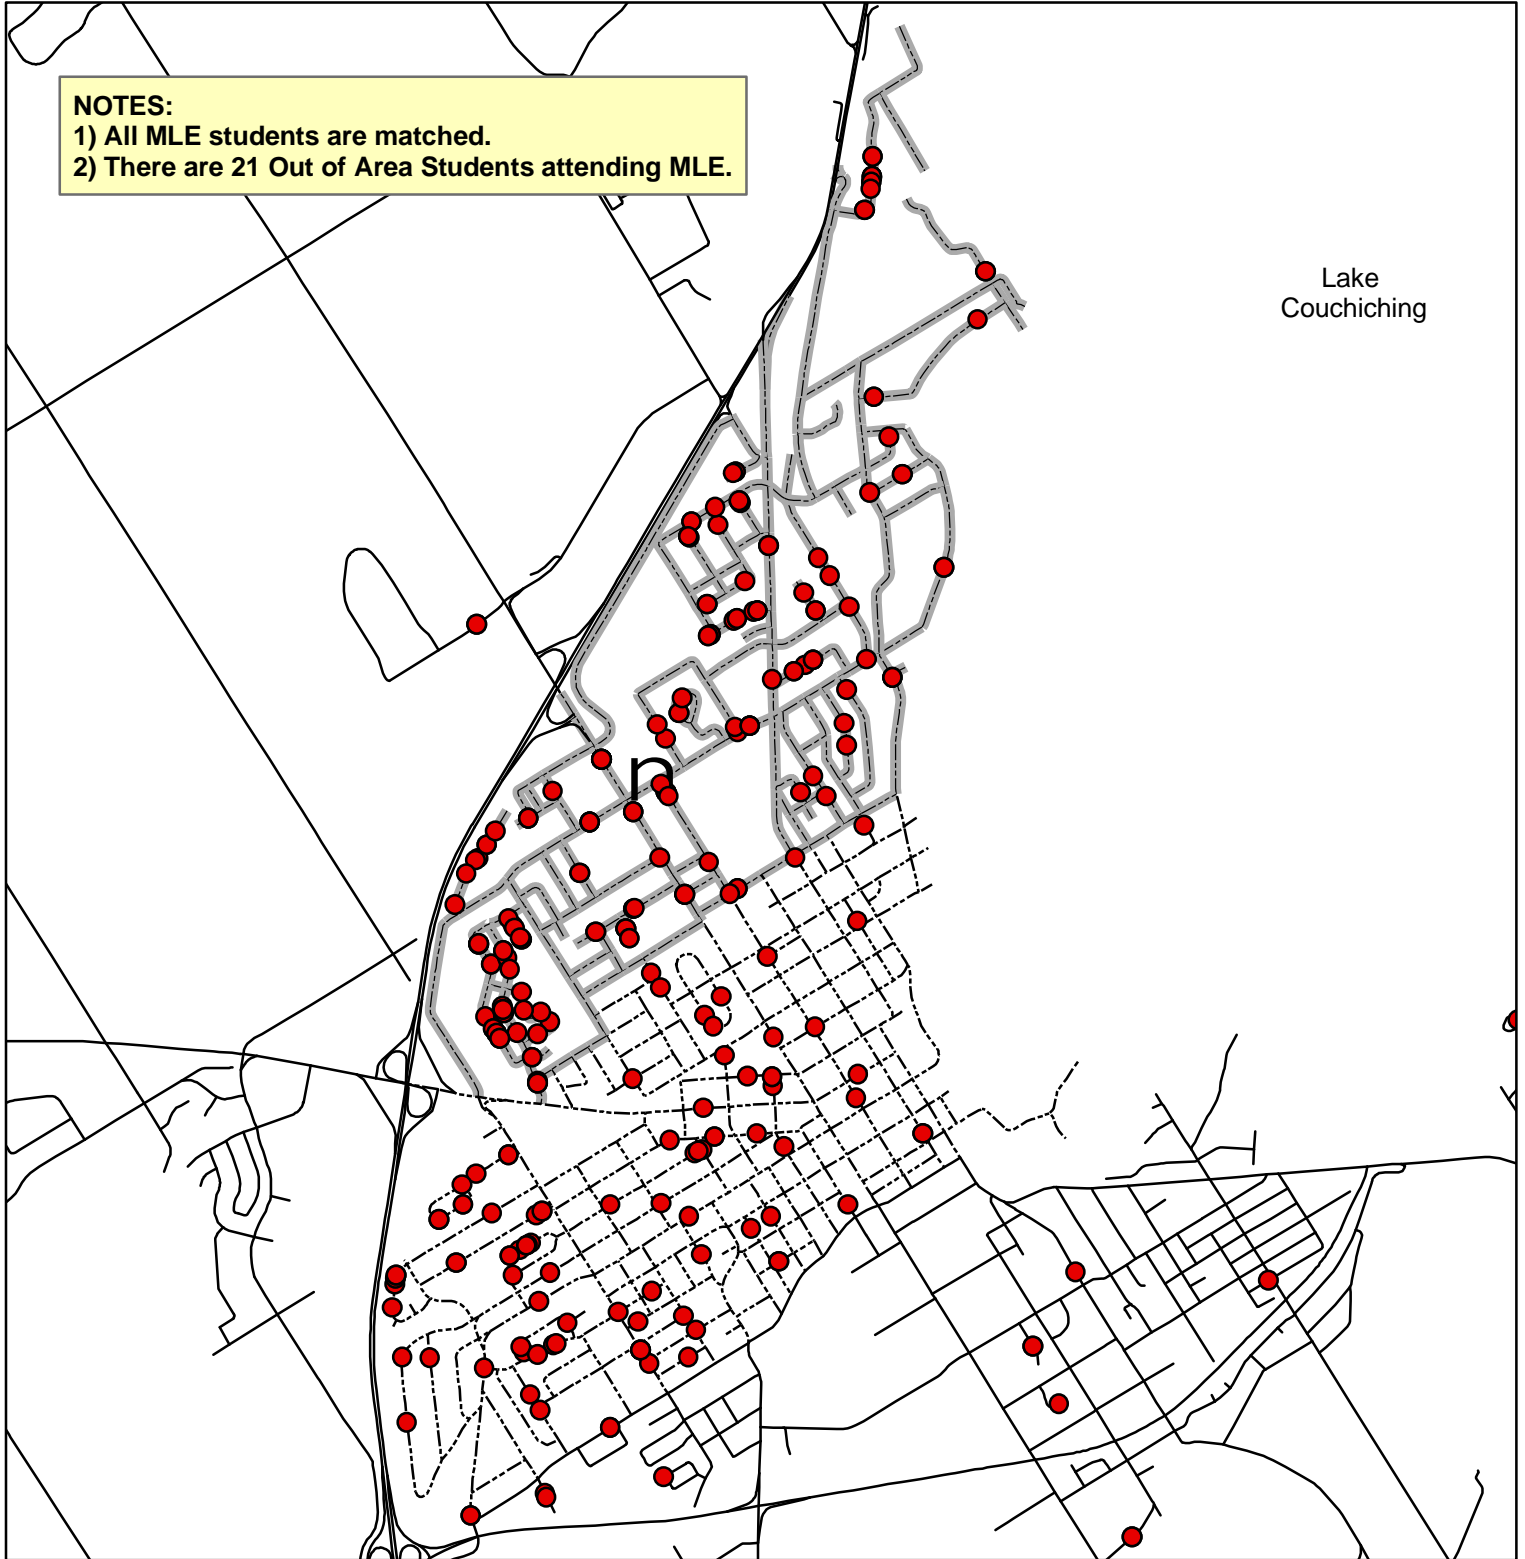 NOTES:
1) All MLE students are matched.
2) There are 21 Out of Area Students attending MLE.
Lake
Couchiching
n